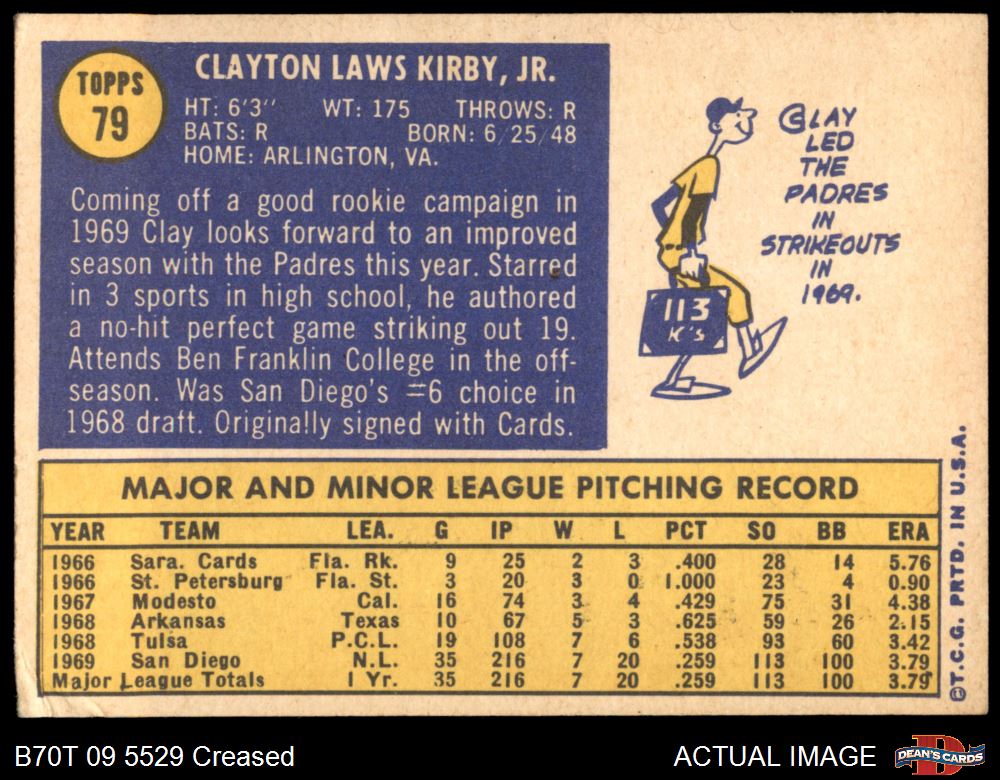 TOPPS
79
CLAYTON LAWS KIRBY, JR.
HT: 6'3" WT: 175 THROWS: R
BATS: R BORN: 6/25/48
HOME: ARLINGTON, VA.
Coming off a good rookie campaign in
1969 Clay looks forward to an improved
season with the Padres this year. Starred
in 3 sports in high school, he authored
a no-hit perfect game striking out 19.
Attends Ben Franklin College in the off-
season. Was San Diego's #6 choice in
1968 draft. Originally signed with Cards.
CLAY
LED
THE
PADRES
IN
STRIKEOUTS
IN
1969.
113
K's
MAJOR AND MINOR LEAGUE PITCHING RECORD
YEAR TEAM LEA. G IP W L PCT SO BB ERA
1966 Sara. Cards Fla. Rk. 9 25 2 3 .400 28 14 5.76
1966 St. Petersburg Fla. St. 3 20 3 0 1.000 23 4 0.90
1967 Modesto Cal. 16 74 3 4 .429 75 31 4.38
1968 Arkansas Texas 10 67 5 3 .625 59 26 2.15
1968 Tulsa P.C.L. 19 108 7 6 .538 93 60 3.42
1969 San Diego N.L. 35 216 7 20 .259 113 100 3.79
Major League Totals 1 Yr. 35 216 7 20 .259 113 100 3.79
©T.C.G. PRTD. IN U.S.A.
B70T 09 5529 Creased
ACTUAL IMAGE
DEAN'S CARDS